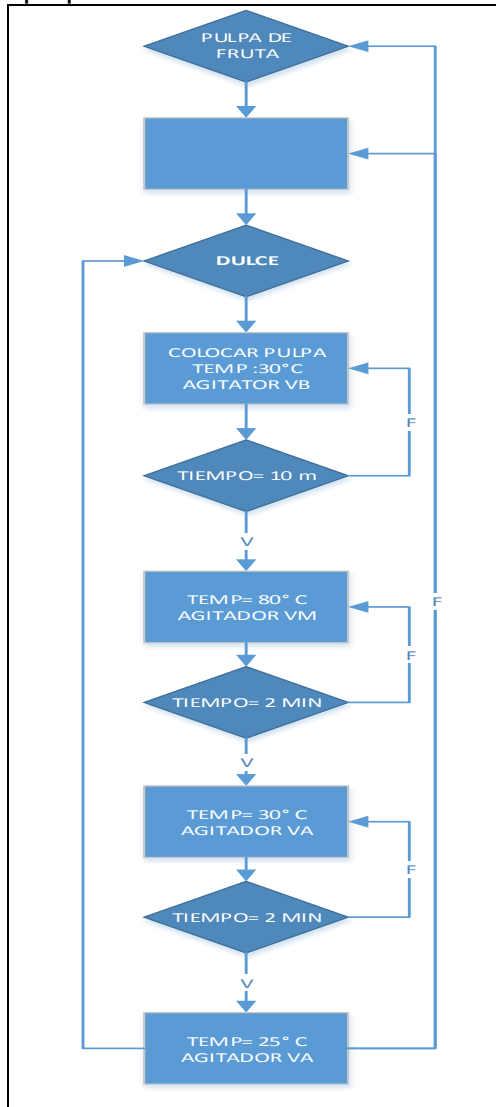 PULPA DE
FRUTA
DULCE
COLOCAR PULPA
TEMP :30°C
AGITATOR VB
F
TIEMPO= 10 m
V
TEMP= 80° C
AGITADOR VM
F
F
TIEMPO= 2 MIN
V
TEMP= 30° C
AGITADOR VA
F
TIEMPO= 2 MIN
V
TEMP= 25° C
AGITADOR VA